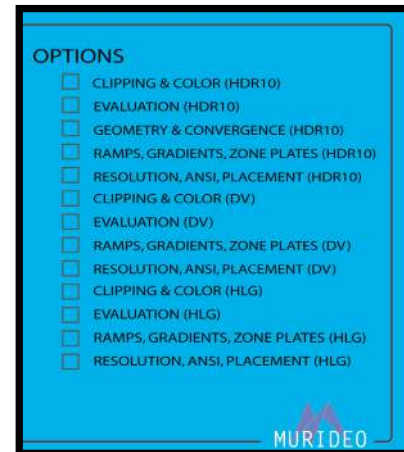 OPTIONS
CLIPPING & COLOR (HDR10)
EVALUATION (HDR10)
GEOMETRY & CONVERGENCE (HDR10)
RAMPS, GRADIENTS, ZONE PLATES (HDR10)
RESOLUTION, ANSI, PLACEMENT (HDR10)
CLIPPING & COLOR (DV)
EVALUATION (DV)
RAMPS, GRADIENTS, ZONE PLATES (DV)
RESOLUTION, ANSI, PLACEMENT (DV)
CLIPPING & COLOR (HLG)
EVALUATION (HLG)
RAMPS, GRADIENTS, ZONE PLATES (HLG)
RESOLUTION, ANSI, PLACEMENT (HLG)
MURIDEO